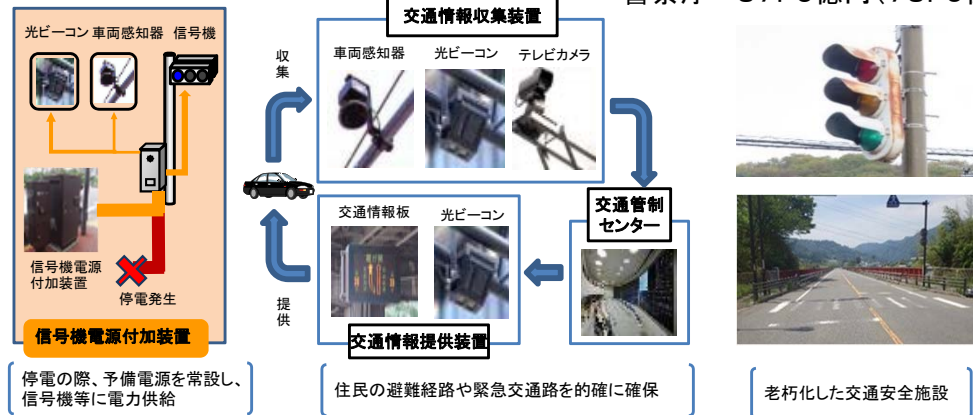 交通情報収集装置
光ビーコン 車両感知器 信号機
車両感知器 光ビーコン テレビカメラ
収集
交通管制
センター
交通情報板 光ビーコン
信号機電源
付加装置
停電発生
提供
信号機電源付加装置
交通情報提供装置
停電の際、予備電源を常設し、
信号機等に電力供給
住民の避難経路や緊急交通路を的確に確保
老朽化した交通安全施設